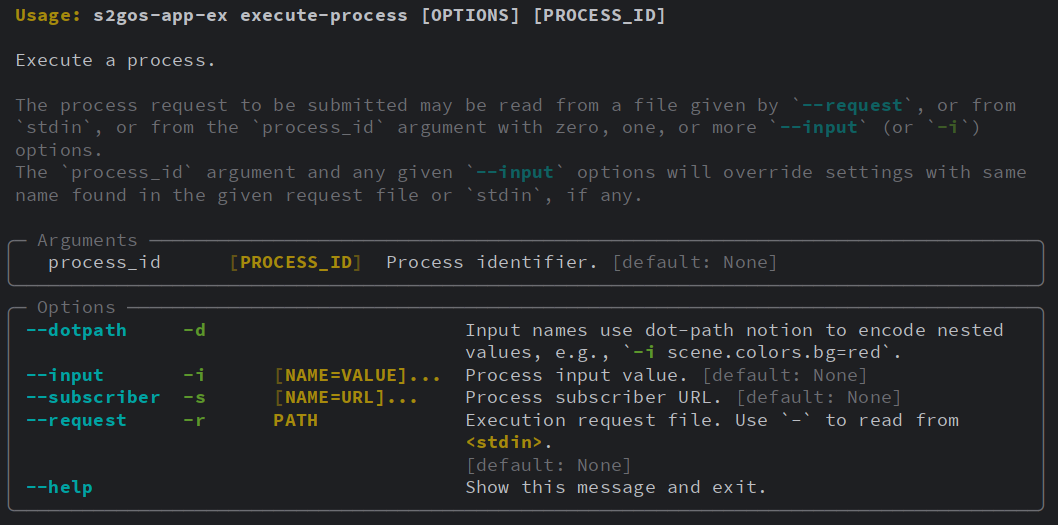 Usage: s2gos-app-ex execute-process [OPTIONS] [PROCESS_ID]
Execute a process.
The process request to be submitted may be read from a file given by `--request`, or from
`stdin`, or from the `process_id` argument with zero, one, or more `--input` (or `-i`)
options.
The `process_id` argument and any given `--input` options will override settings with same
name found in the given request file or `stdin`, if any.
Arguments
process_id [PROCESS_ID] Process identifier. [default: None]
Options
--dotpath -d Input names use dot-path notion to encode nested
values, e.g., `-i scene.colors.bg=red`.
--input -i [NAME=VALUE]... Process input value. [default: None]
--subscriber -s [NAME=URL]... Process subscriber URL. [default: None]
--request -r PATH Execution request file. Use `-` to read from
<stdin>.
[default: None]
--help Show this message and exit.